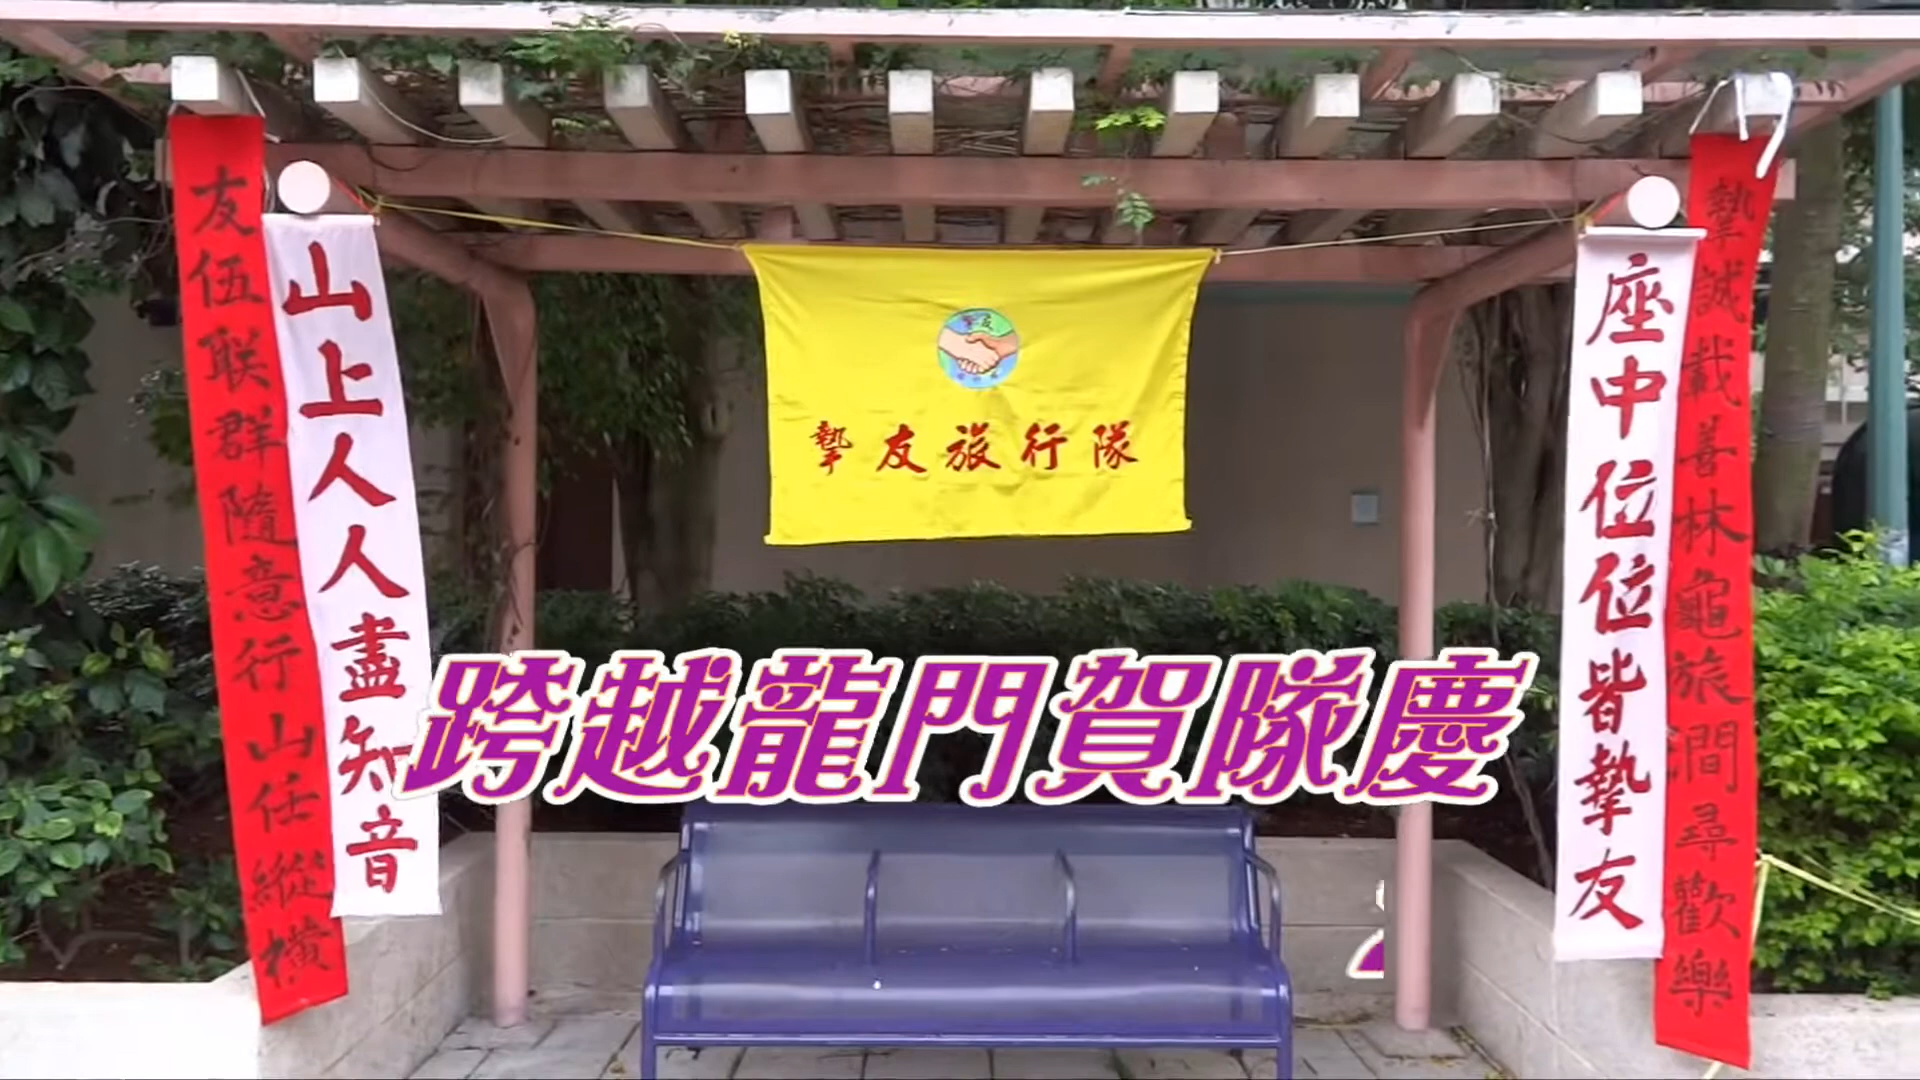 摯誠載善林龜旅澗尋歡樂
座中位位皆摯友
摯友
摯友旅行隊
山上人人盡知音
友伍联群隨意行山任縱橫
跨越龍門賀隊慶